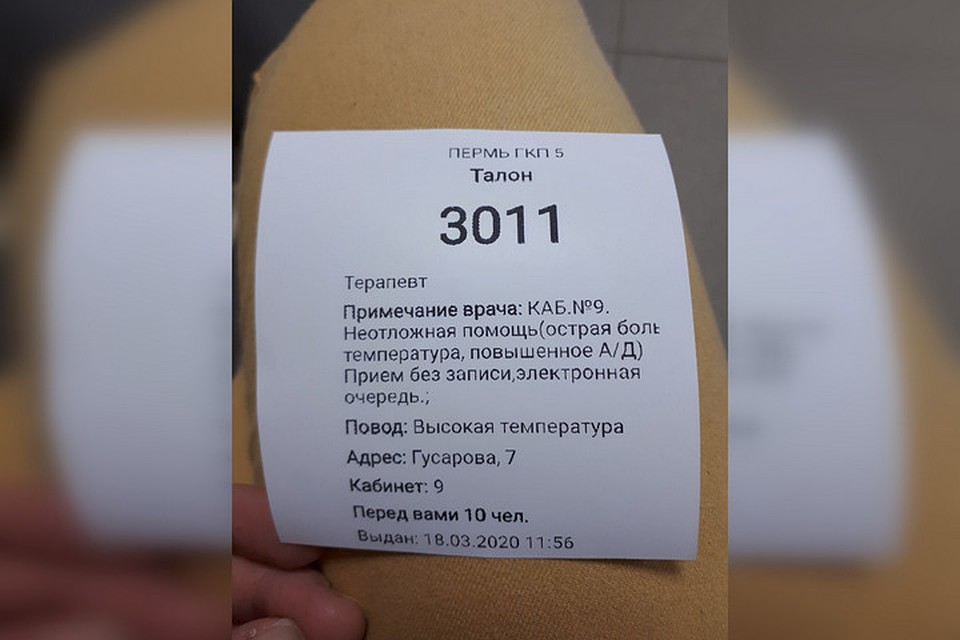 ПЕРМЬ ГКП 5
Талон
3011
Терапевт
Примечание врача: КАБ.№9.
Неотложная помощь(острая боль
температура, повышенное А/Д)
Прием без записи,электронная
очередь.;
Повод: Высокая температура
Адрес: Гусарова, 7
Кабинет: 9
Перед вами 10 чел.
Выдан: 18.03.2020 11:56